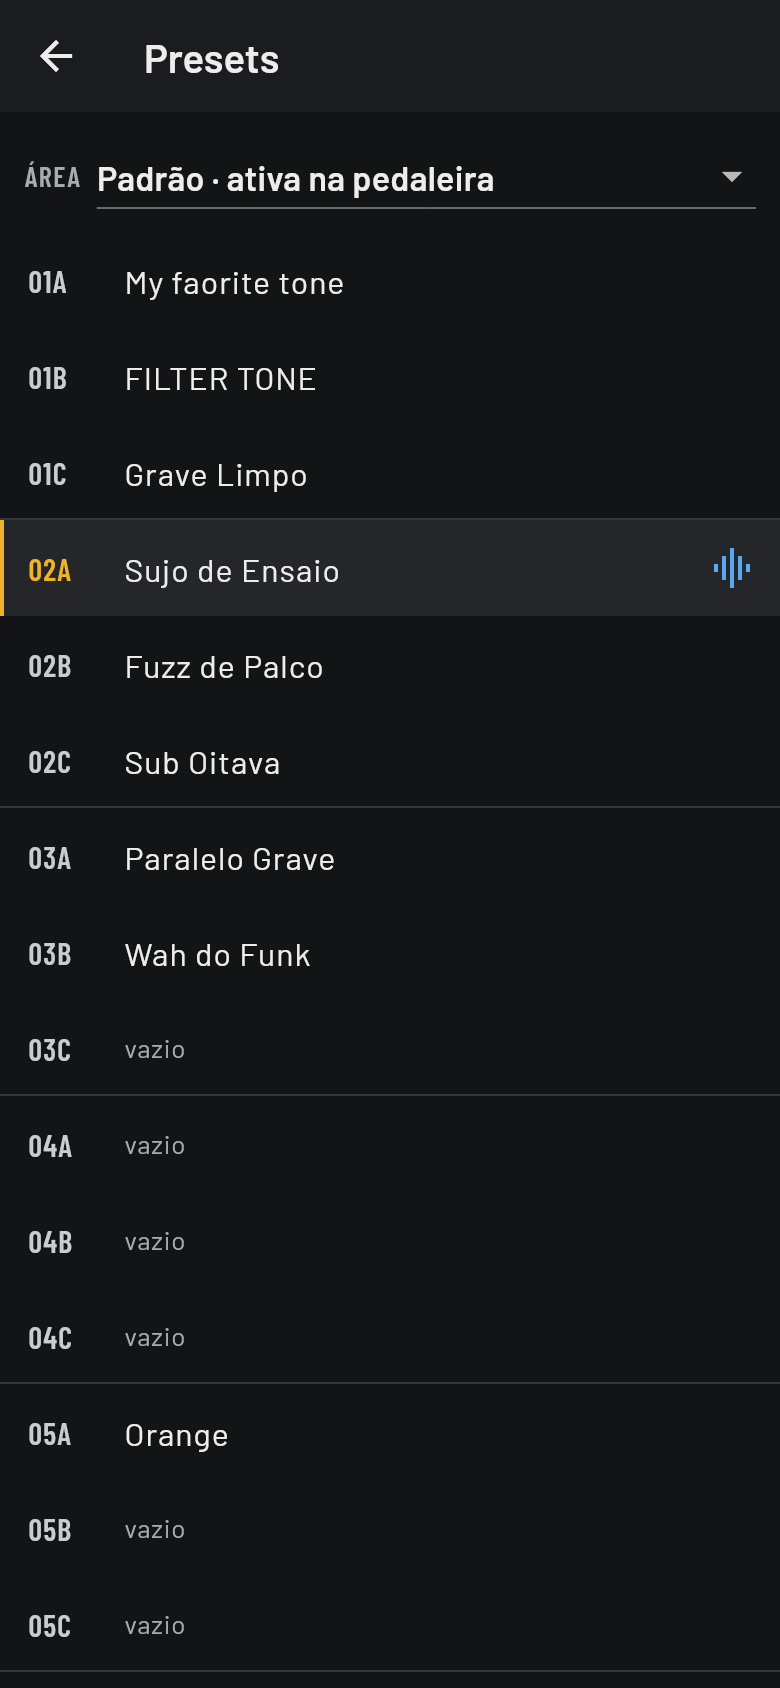 Presets
ÁREA Padrão · ativa na pedaleira
01A My faorite tone
01B FILTER TONE
01C Grave Limpo
02A Sujo de Ensaio
02B Fuzz de Palco
02C Sub Oitava
03A Paralelo Grave
03B Wah do Funk
03C vazio
04A vazio
04B vazio
04C vazio
05A Orange
05B vazio
05C vazio